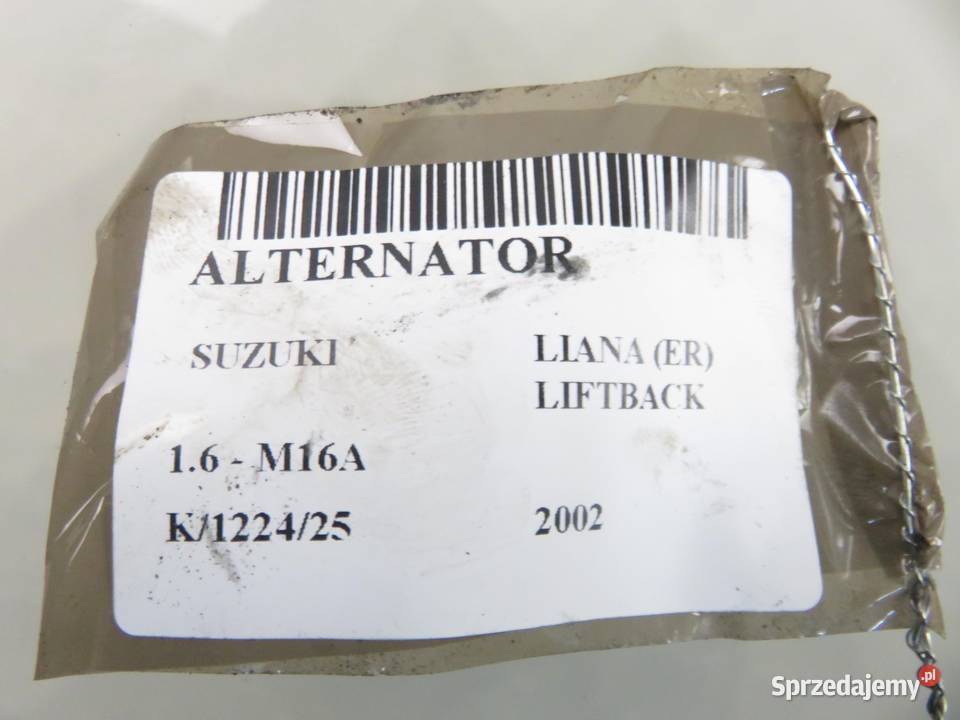 ALTERNATOR
SUZUKI LIANA (ER)
LIFTBACK
1.6 - M16A
K/1224/25 2002
Sprzedajemy.pl